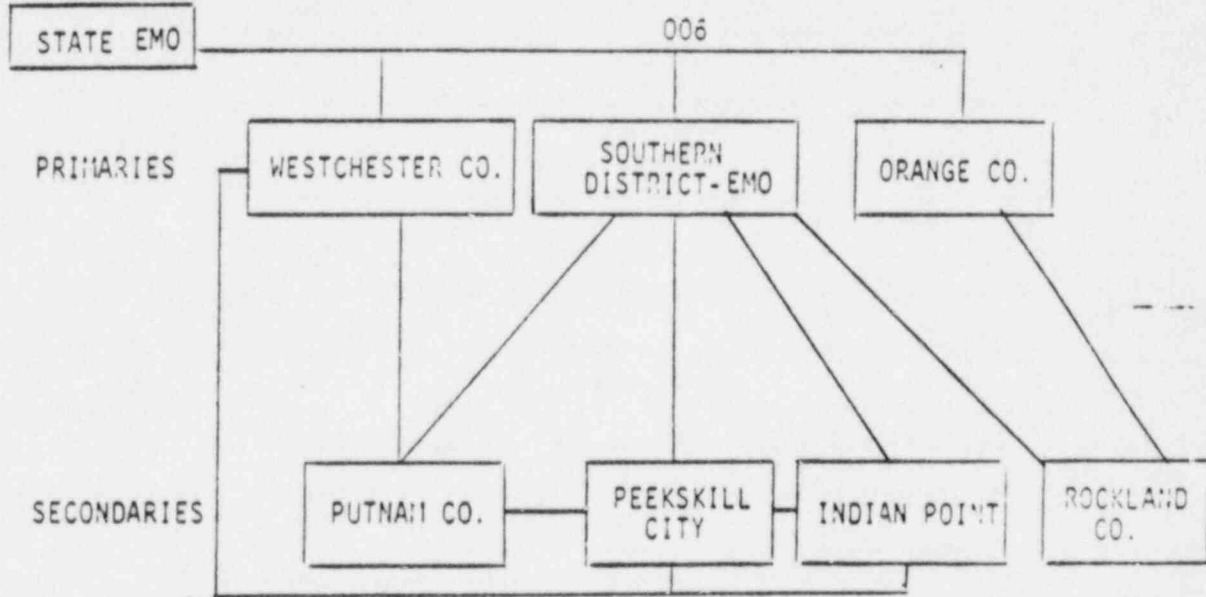 STATE EMO
006
PRIMARIES
WESTCHESTER CO.
SOUTHERN
DISTRICT-EMO
ORANGE CO.
SECONDARIES
PUTNAM CO.
PEEKSKILL
CITY
INDIAN POINT
ROCKLAND
CO.